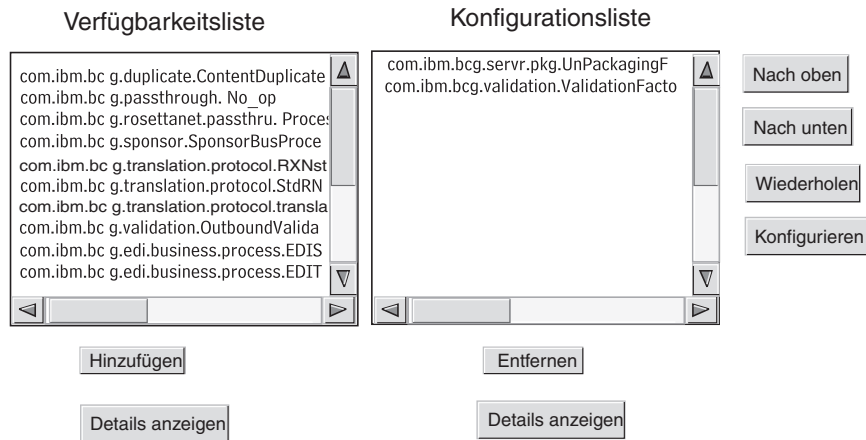 Verfügbarkeitsliste
com.ibm.bc g.duplicate.ContentDuplicate
com.ibm.bc g.passthrough. No_op
com.ibm.bc g.rosettanet.passthru. Proces
com.ibm.bc g.sponsor.SponsorBusProce
com.ibm.bc g.translation.protocol.RXNst
com.ibm.bc g.translation.protocol.StdRN
com.ibm.bc g.translation.protocol.transla
com.ibm.bc g.validation.OutboundValida
com.ibm.bc g.edi.business.process.EDIS
com.ibm.bc g.edi.business.process.EDIT
Hinzufügen
Details anzeigen
Konfigurationsliste
com.ibm.bcg.servr.pkg.UnPackagingF
com.ibm.bcg.validation.ValidationFacto
Entfernen
Details anzeigen
Nach oben
Nach unten
Wiederholen
Konfigurieren